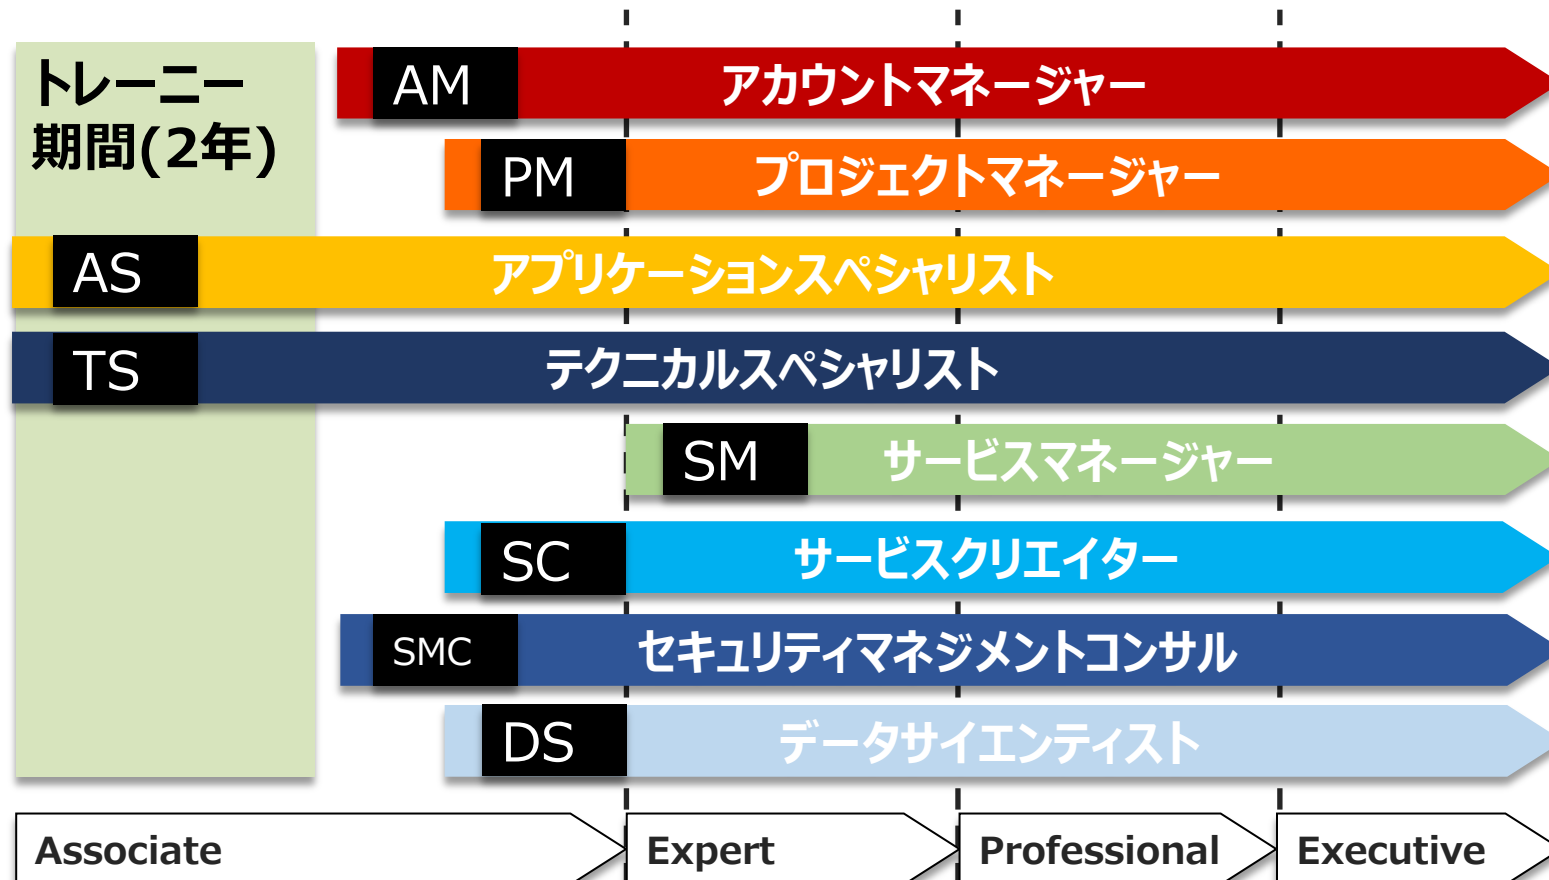 トレーニー
期間(2年)
AM
アカウントマネージャー
PM
プロジェクトマネージャー
AS
アプリケーションスペシャリスト
TS
テクニカルスペシャリスト
SM
サービスマネージャー
SC
サービスクリエイター
SMC
セキュリティマネジメントコンサル
DS
データサイエンティスト
Associate
Expert
Professional
Executive